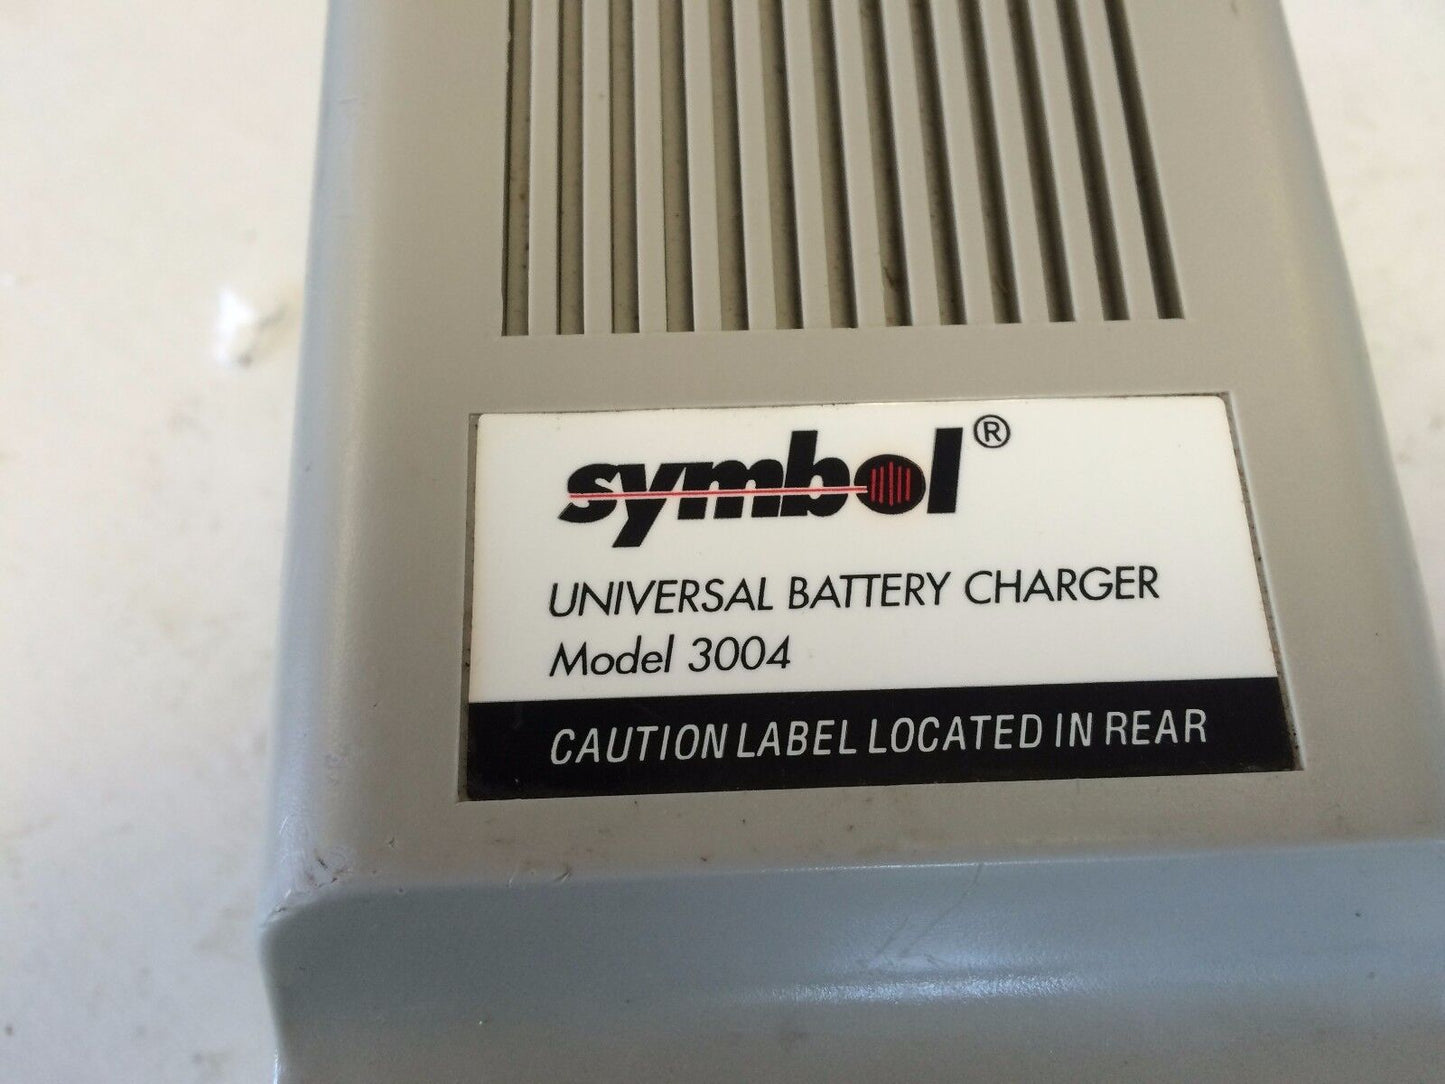 symbol®
UNIVERSAL BATTERY CHARGER
Model 3004
CAUTION LABEL LOCATED IN REAR